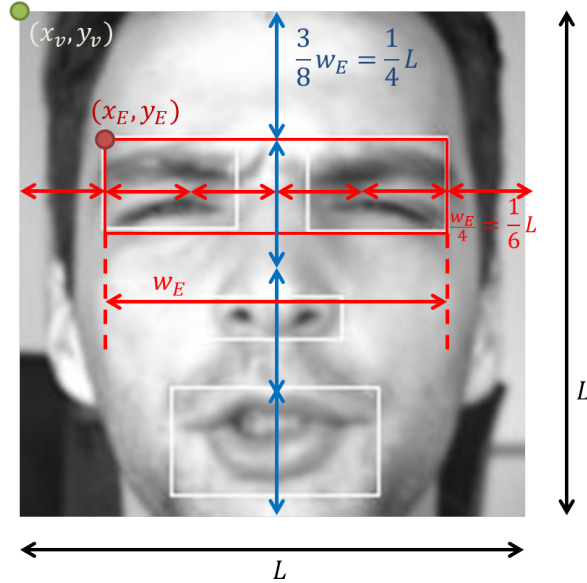 (x_v, y_v)
3/8 w_E = 1/4 L
(x_E, y_E)
w_E/4 = 1/6 L
w_E
L
L